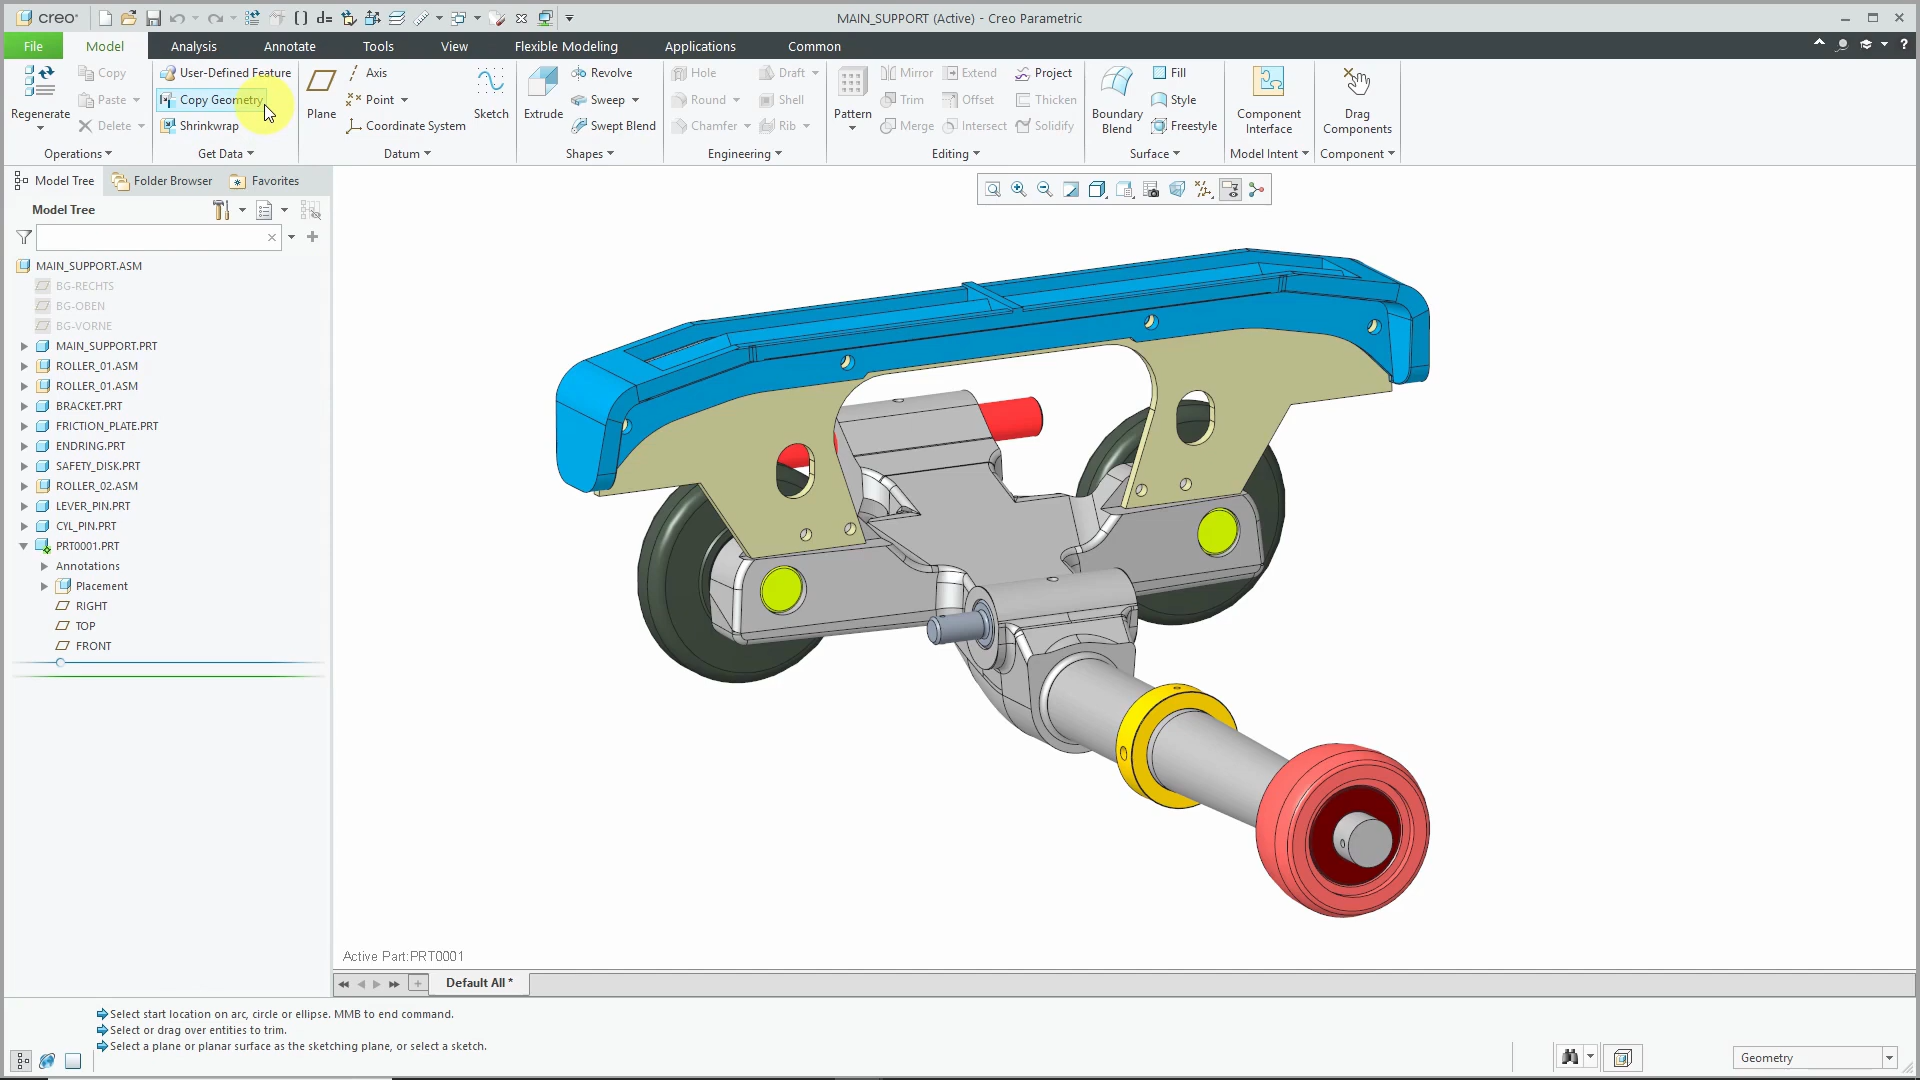 creo
d=
MAIN_SUPPORT (Active) - Creo Parametric
File
Model
Analysis
Annotate
Tools
View
Flexible Modeling
Applications
Common
Regenerate
Copy
Paste
Delete
Operations
User-Defined Feature
Copy Geometry
Shrinkwrap
Get Data
Plane
Axis
Point
Coordinate System
Sketch
Datum
Extrude
Revolve
Sweep
Swept Blend
Shapes
Hole
Round
Chamfer
Draft
Shell
Rib
Engineering
Pattern
Mirror
Trim
Merge
Extend
Offset
Intersect
Project
Thicken
Solidify
Editing
Boundary
Blend
Fill
Style
Freestyle
Surface
Component
Interface
Model Intent
Drag
Components
Component
Model Tree
Folder Browser
Favorites
Model Tree
MAIN_SUPPORT.ASM
BG-RECHTS
BG-OBEN
BG-VORNE
MAIN_SUPPORT.PRT
ROLLER_01.ASM
ROLLER_01.ASM
BRACKET.PRT
FRICTION_PLATE.PRT
ENDRING.PRT
SAFETY_DISK.PRT
ROLLER_02.ASM
LEVER_PIN.PRT
CYL_PIN.PRT
PRT0001.PRT
Annotations
Placement
RIGHT
TOP
FRONT
Active Part:PRT0001
Default All *
Select start location on arc, circle or ellipse. MMB to end command.
Select or drag over entities to trim.
Select a plane or planar surface as the sketching plane, or select a sketch.
Geometry